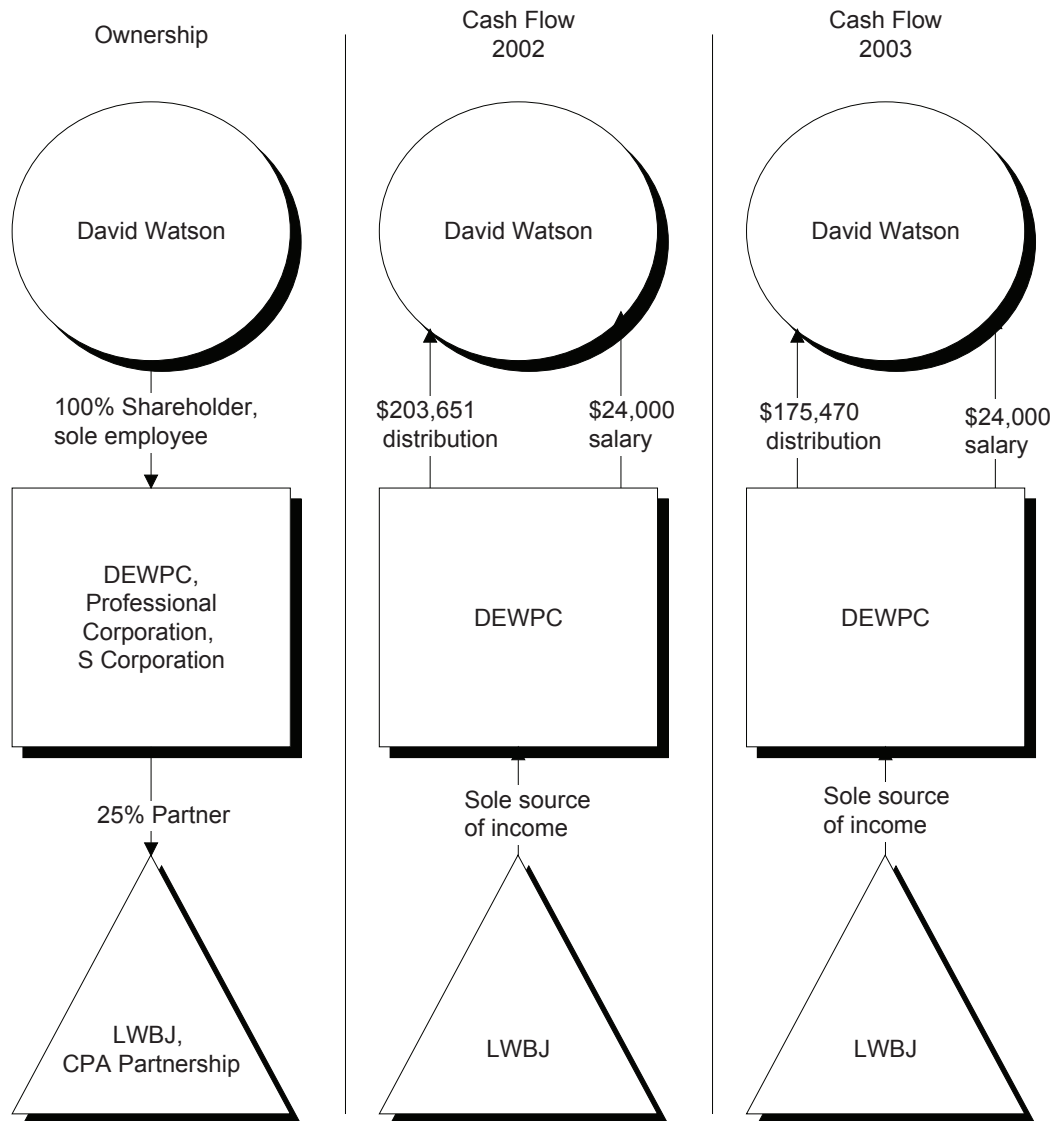 Ownership
David Watson
100% Shareholder,
sole employee
DEWPC,
Professional
Corporation,
S Corporation
25% Partner
LWBJ,
CPA Partnership
Cash Flow
2002
David Watson
$203,651
distribution
$24,000
salary
DEWPC
Sole source
of income
LWBJ
Cash Flow
2003
David Watson
$175,470
distribution
$24,000
salary
DEWPC
Sole source
of income
LWBJ